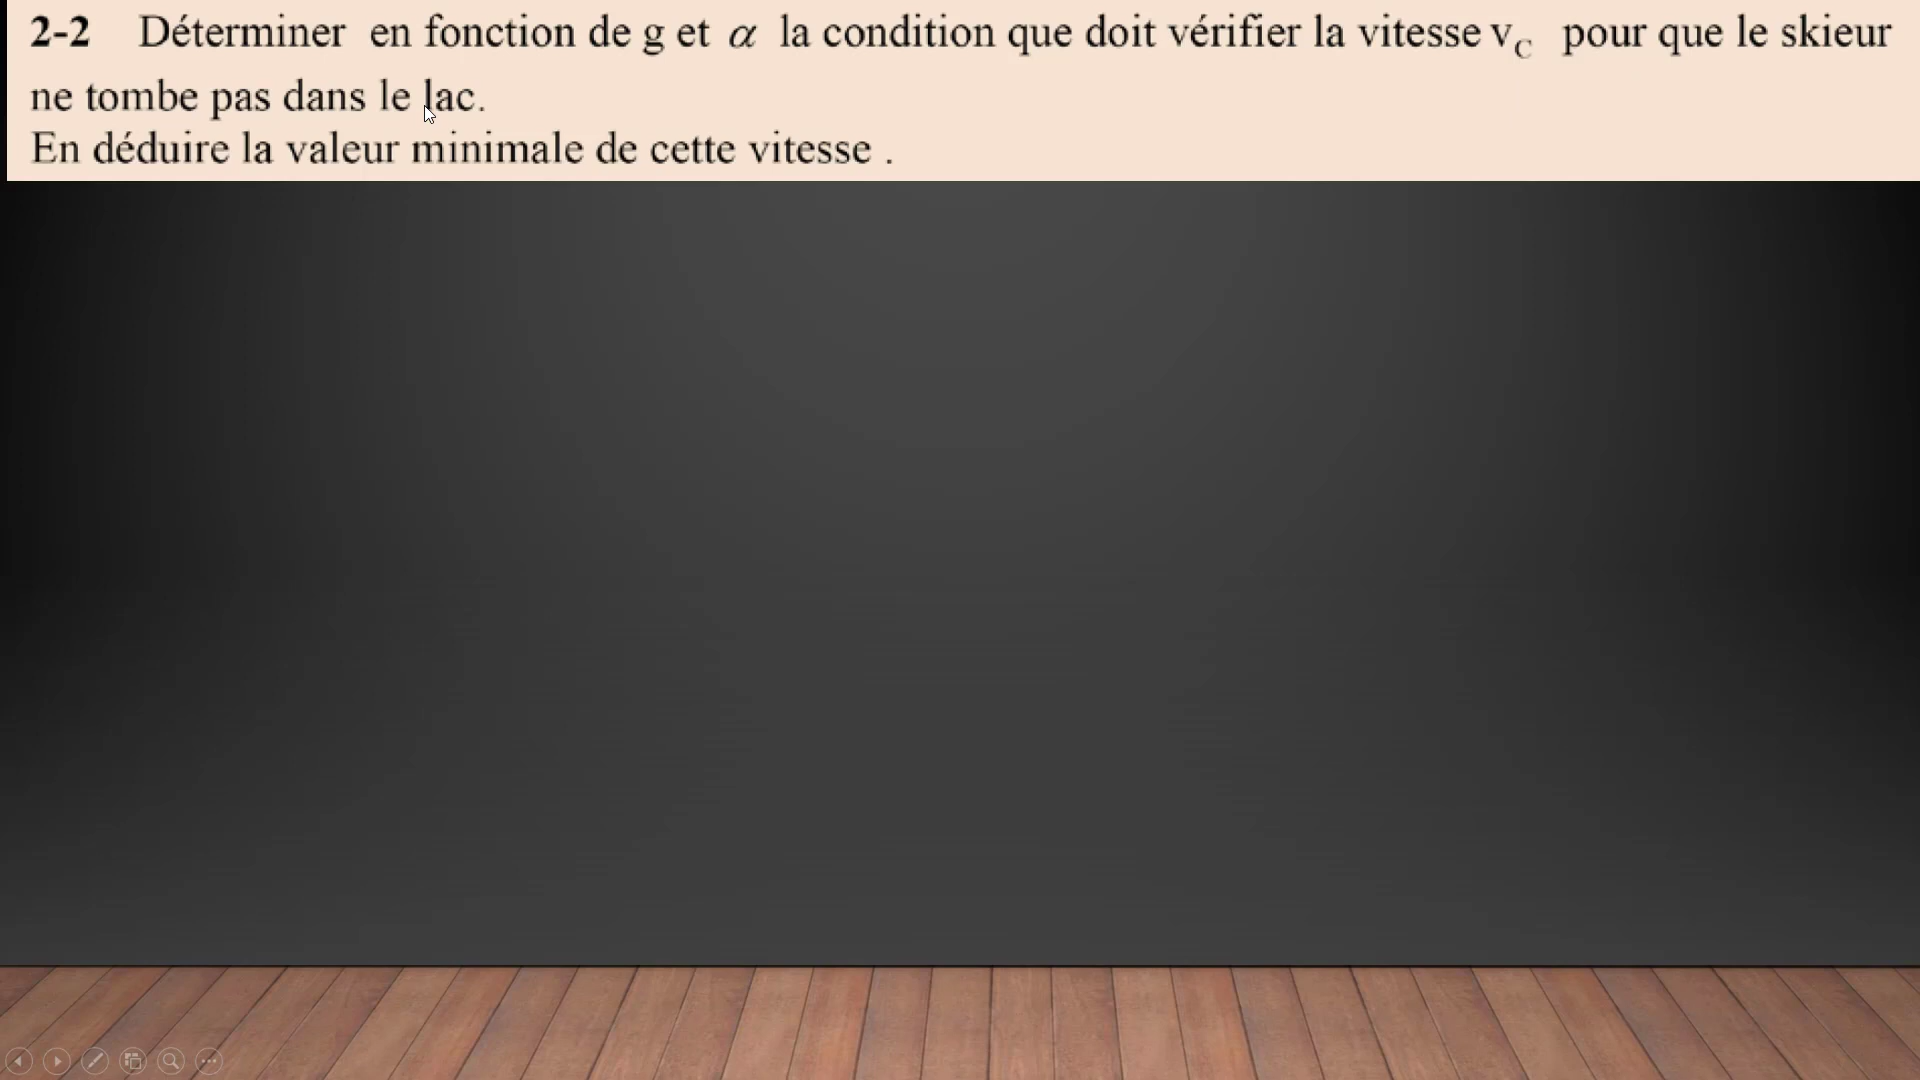 2-2 Déterminer en fonction de g et α la condition que doit vérifier la vitesse v_C pour que le skieur
ne tombe pas dans le lac.
En déduire la valeur minimale de cette vitesse .